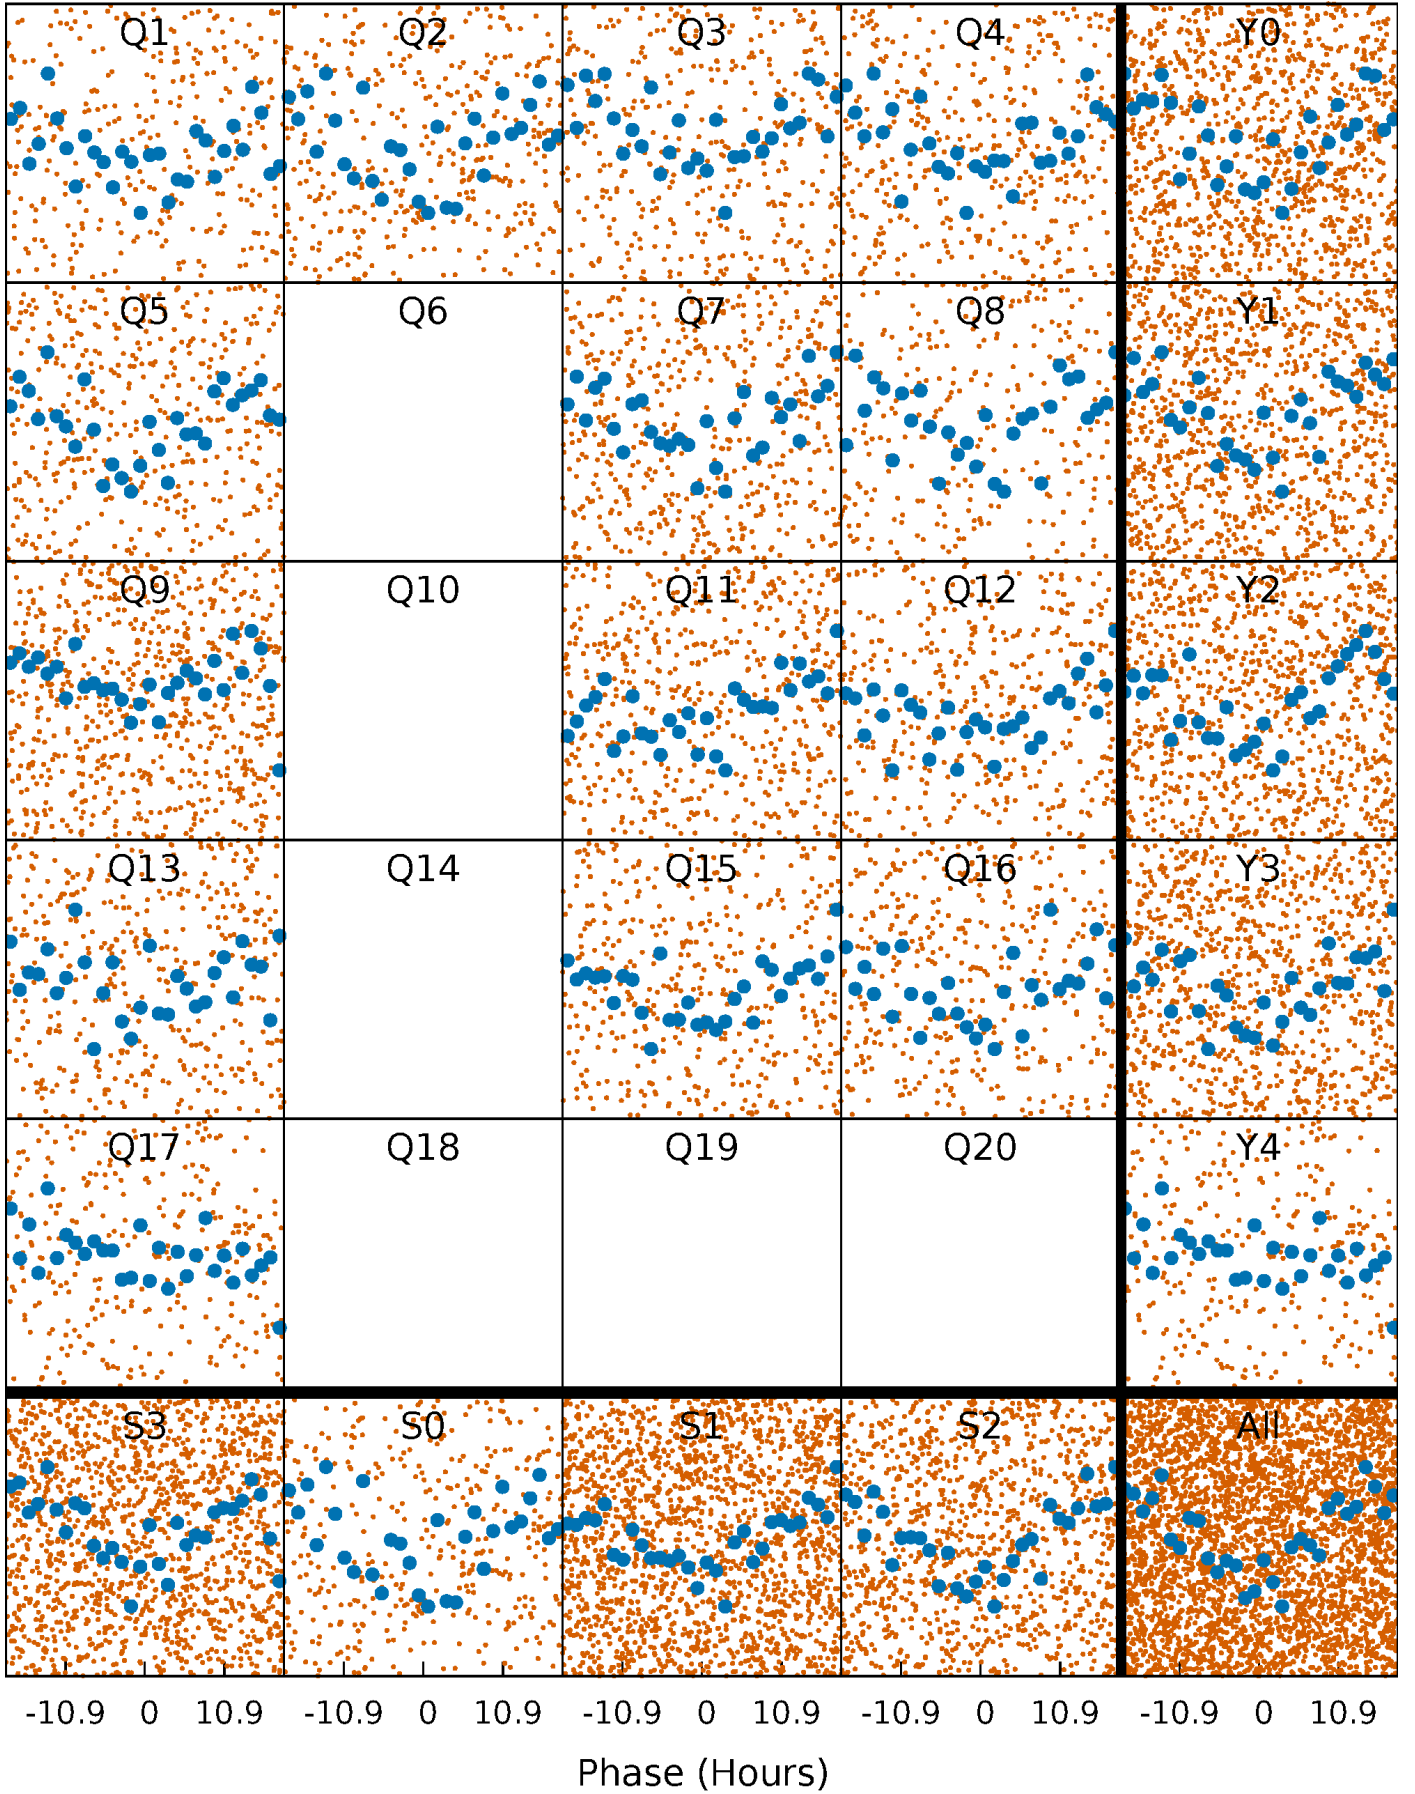 Q1 Q2 Q3 Q4 Y0
Q5 Q6 Q7 Q8 Y1
Q9 Q10 Q11 Q12 Y2
Q13 Q14 Q15 Q16 Y3
Q17 Q18 Q19 Q20 Y4
S3 S0 S1 S2 All
-10.9 0 10.9 -10.9 0 10.9 -10.9 0 10.9 -10.9 0 10.9 -10.9 0 10.9
Phase (Hours)